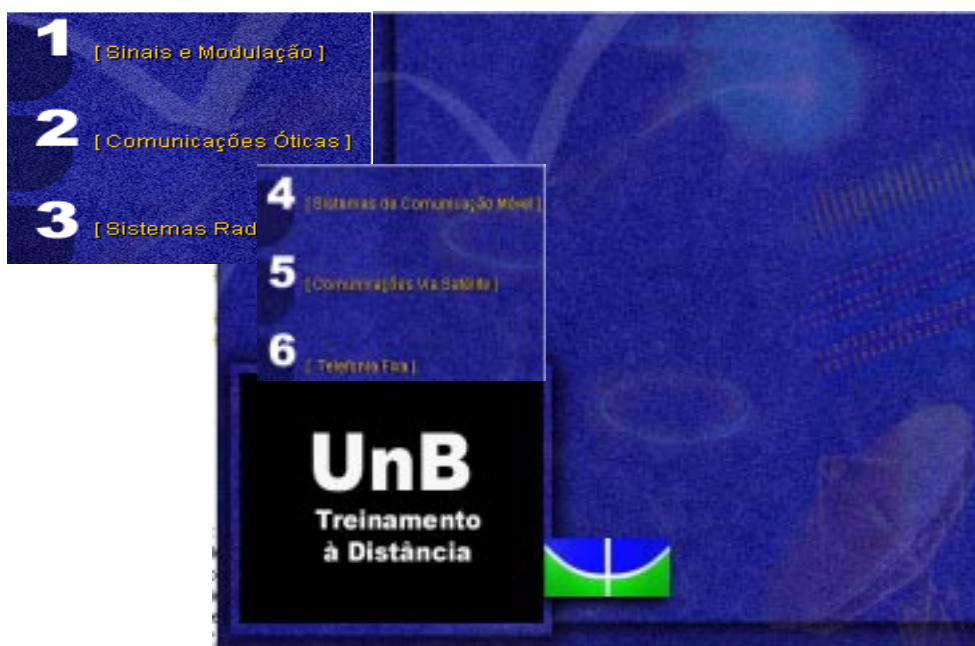 1 [ Sinais e Modulação ]
2 [ Comunicações Óticas ]
3 [ Sistemas Rad
4 [ Sistemas de Comunicação Móvel ]
5 [ Comunicações Via Satélite ]
6 [ Telefonia Fixa ]
UnB
Treinamento
à Distância